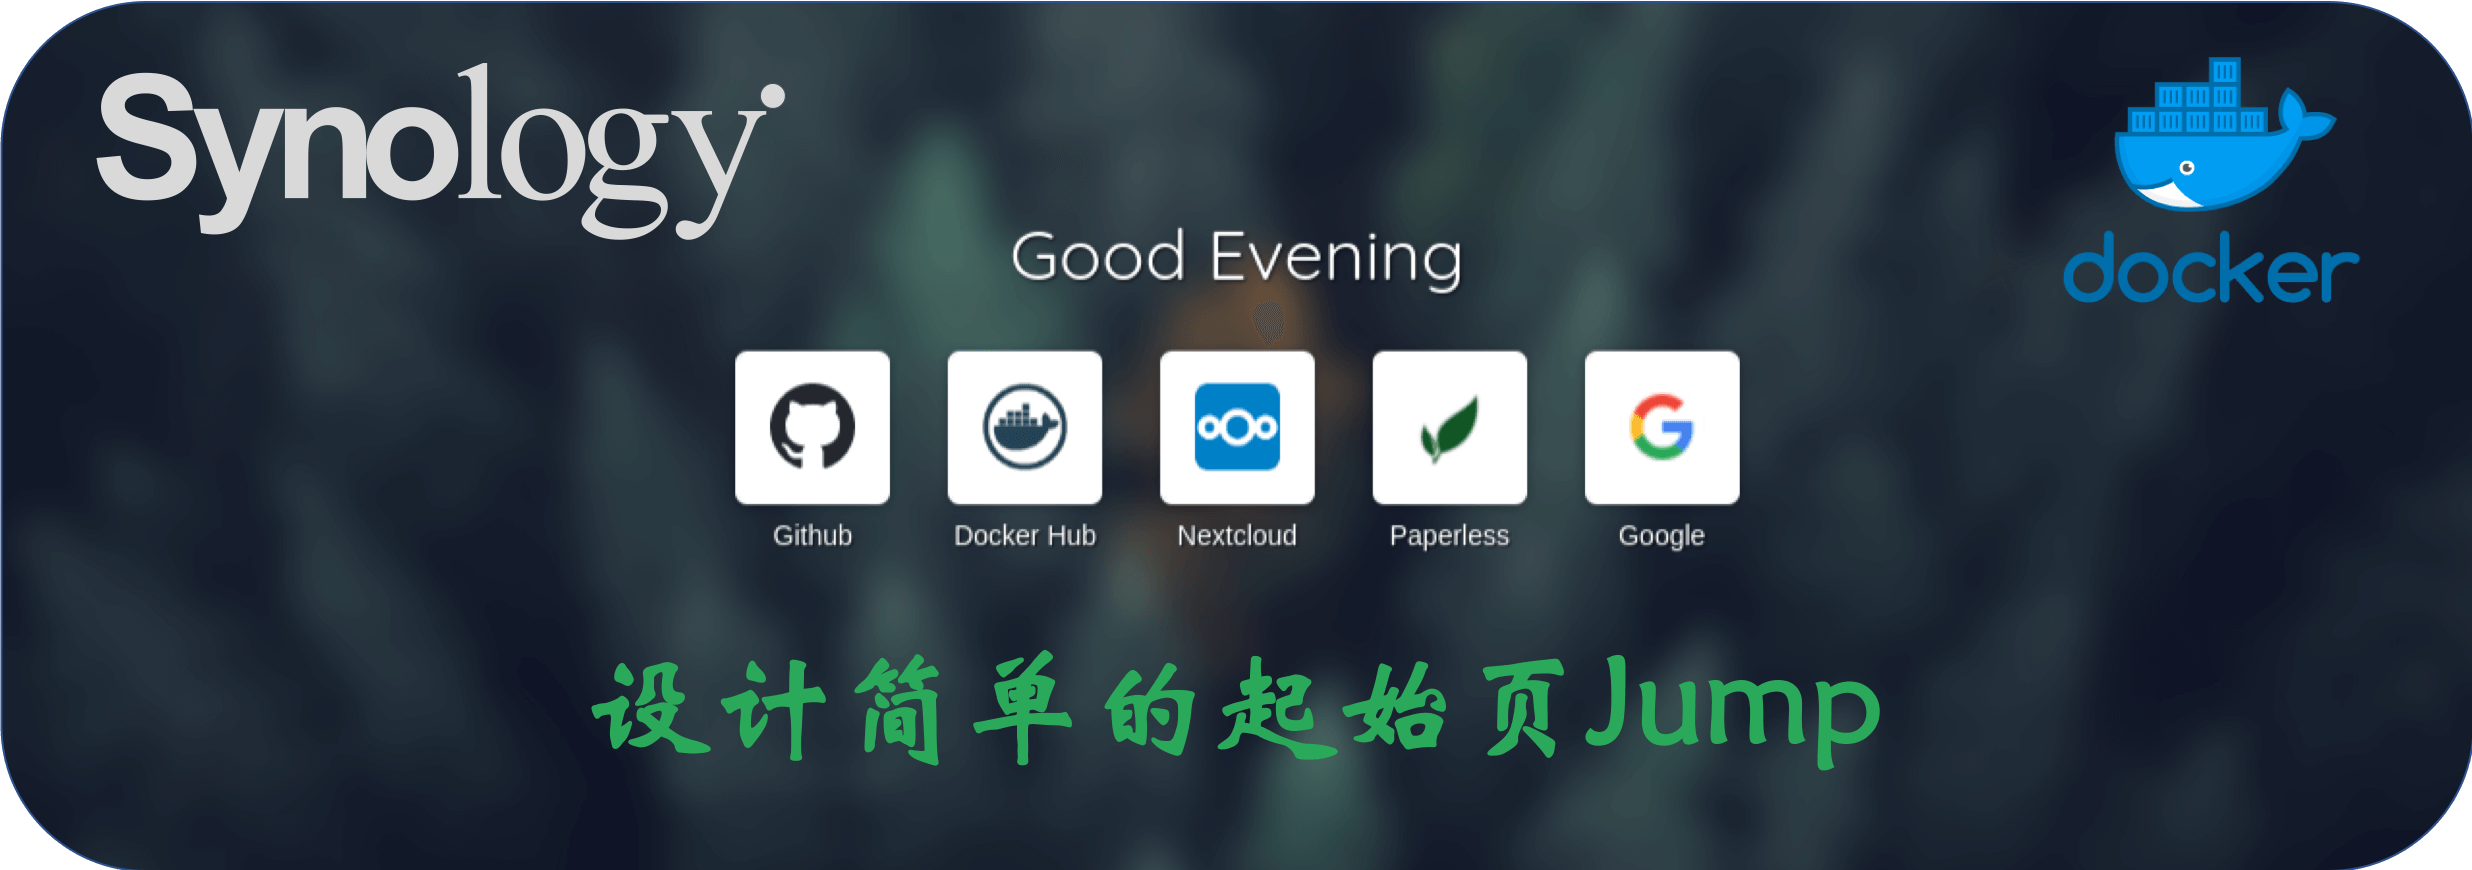 Synology
docker
Good Evening
Github Docker Hub Nextcloud Paperless Google
设计简单的起始页Jump